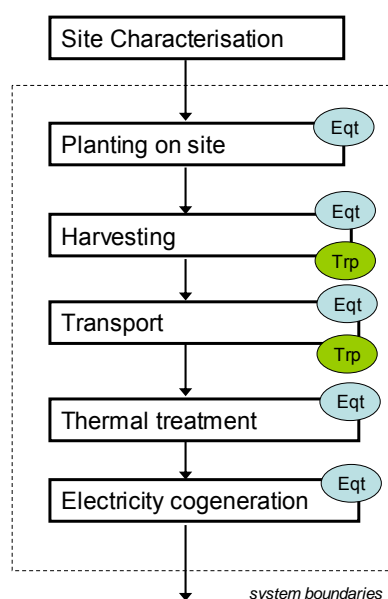 Site Characterisation
Eqt
Planting on site
Eqt
Harvesting
Trp
Eqt
Transport
Trp
Eqt
Thermal treatment
Eqt
Electricity cogeneration
system boundaries